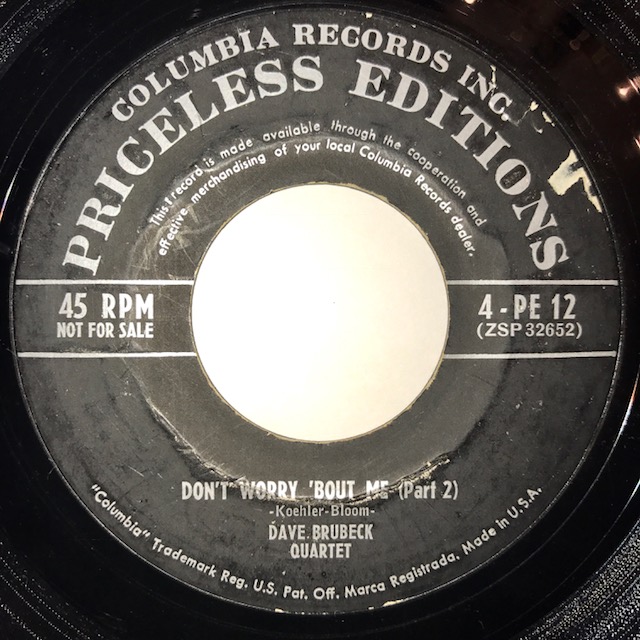 COLUMBIA RECORDS INC.
PRICELESS EDITIONS
This record is made available through the cooperation and
effective merchandising of your local Columbia Records dealer.
45 RPM
NOT FOR SALE
4 - PE 12
(ZSP 32652)
DON'T WORRY 'BOUT ME (Part 2)
-Koehler-Bloom-
DAVE BRUBECK
QUARTET
"Columbia" Trademark Reg. U.S. Pat. Off. Marca Registrada. Made in U.S.A.